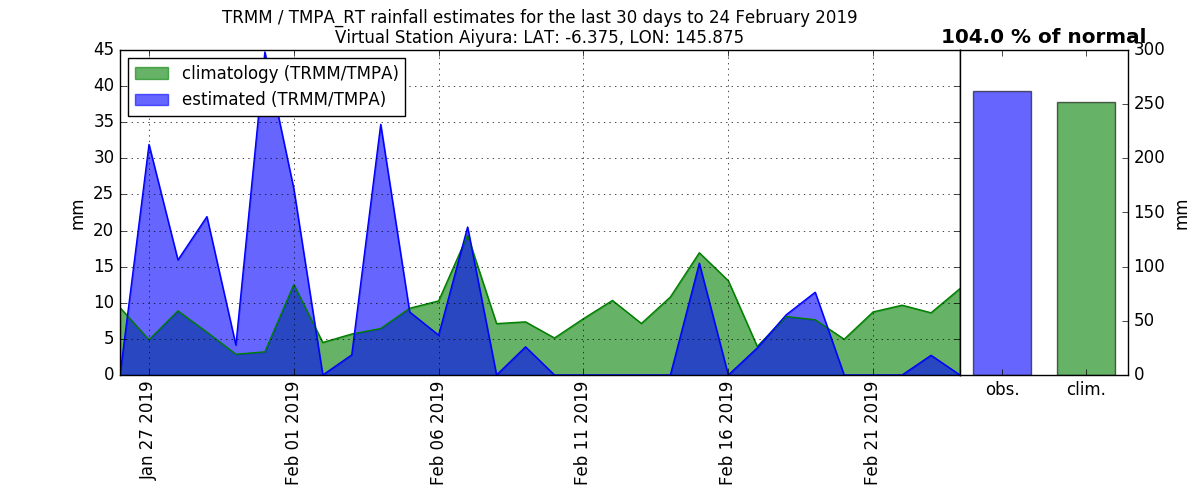 TRMM / TMPA_RT rainfall estimates for the last 30 days to 24 February 2019
Virtual Station Aiyura: LAT: -6.375, LON: 145.875
104.0 % of normal
climatology (TRMM/TMPA)
estimated (TRMM/TMPA)
mm
45
40
35
30
25
20
15
10
5
0
Jan 27 2019
Feb 01 2019
Feb 06 2019
Feb 11 2019
Feb 16 2019
Feb 21 2019
obs.
clim.
300
250
200
150
100
50
0
mm